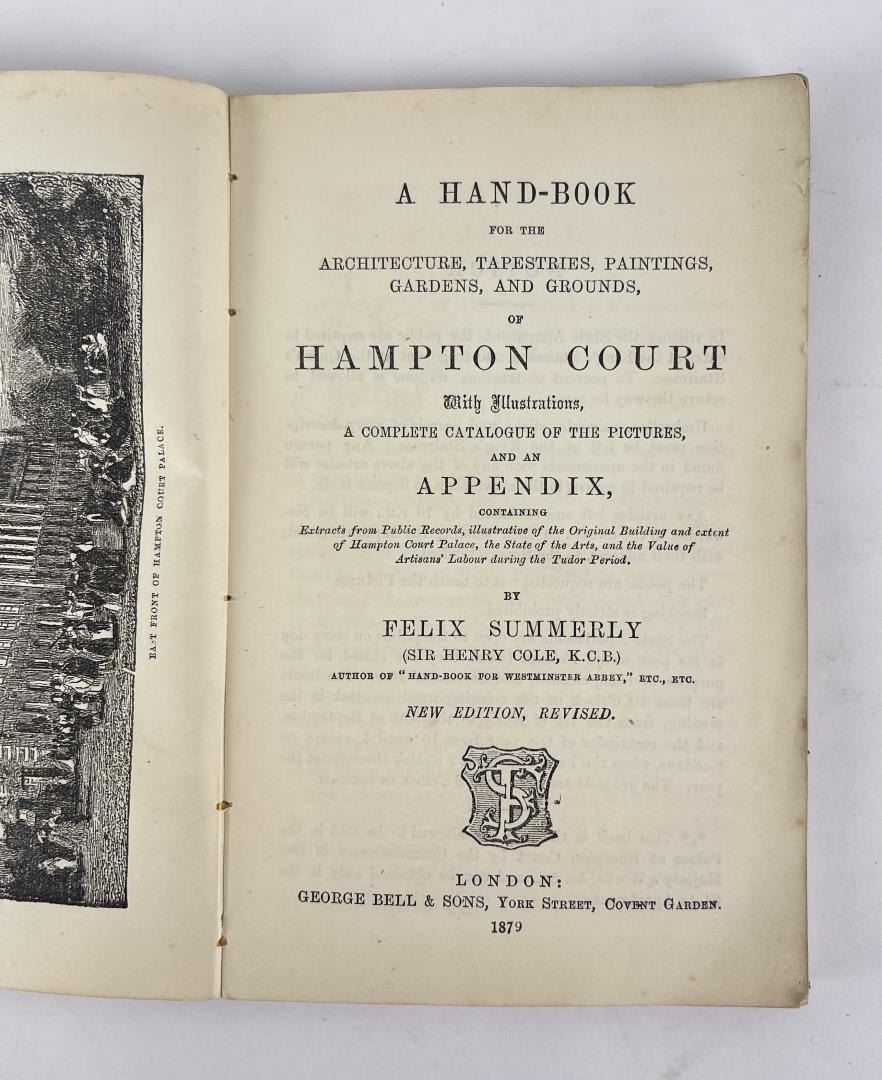 EAST FRONT OF HAMPTON COURT PALACE.
A HAND-BOOK
FOR THE
ARCHITECTURE, TAPESTRIES, PAINTINGS,
GARDENS, AND GROUNDS,
OF
HAMPTON COURT
With Illustrations,
A COMPLETE CATALOGUE OF THE PICTURES,
AND AN
APPENDIX,
CONTAINING
Extracts from Public Records, illustrative of the Original Building and extent
of Hampton Court Palace, the State of the Arts, and the Value of
Artisans' Labour during the Tudor Period.
BY
FELIX SUMMERLY
(SIR HENRY COLE, K.C.B.)
AUTHOR OF "HAND-BOOK FOR WESTMINSTER ABBEY," ETC., ETC.
NEW EDITION, REVISED.
LONDON:
GEORGE BELL & SONS, YORK STREET, COVENT GARDEN.
1879